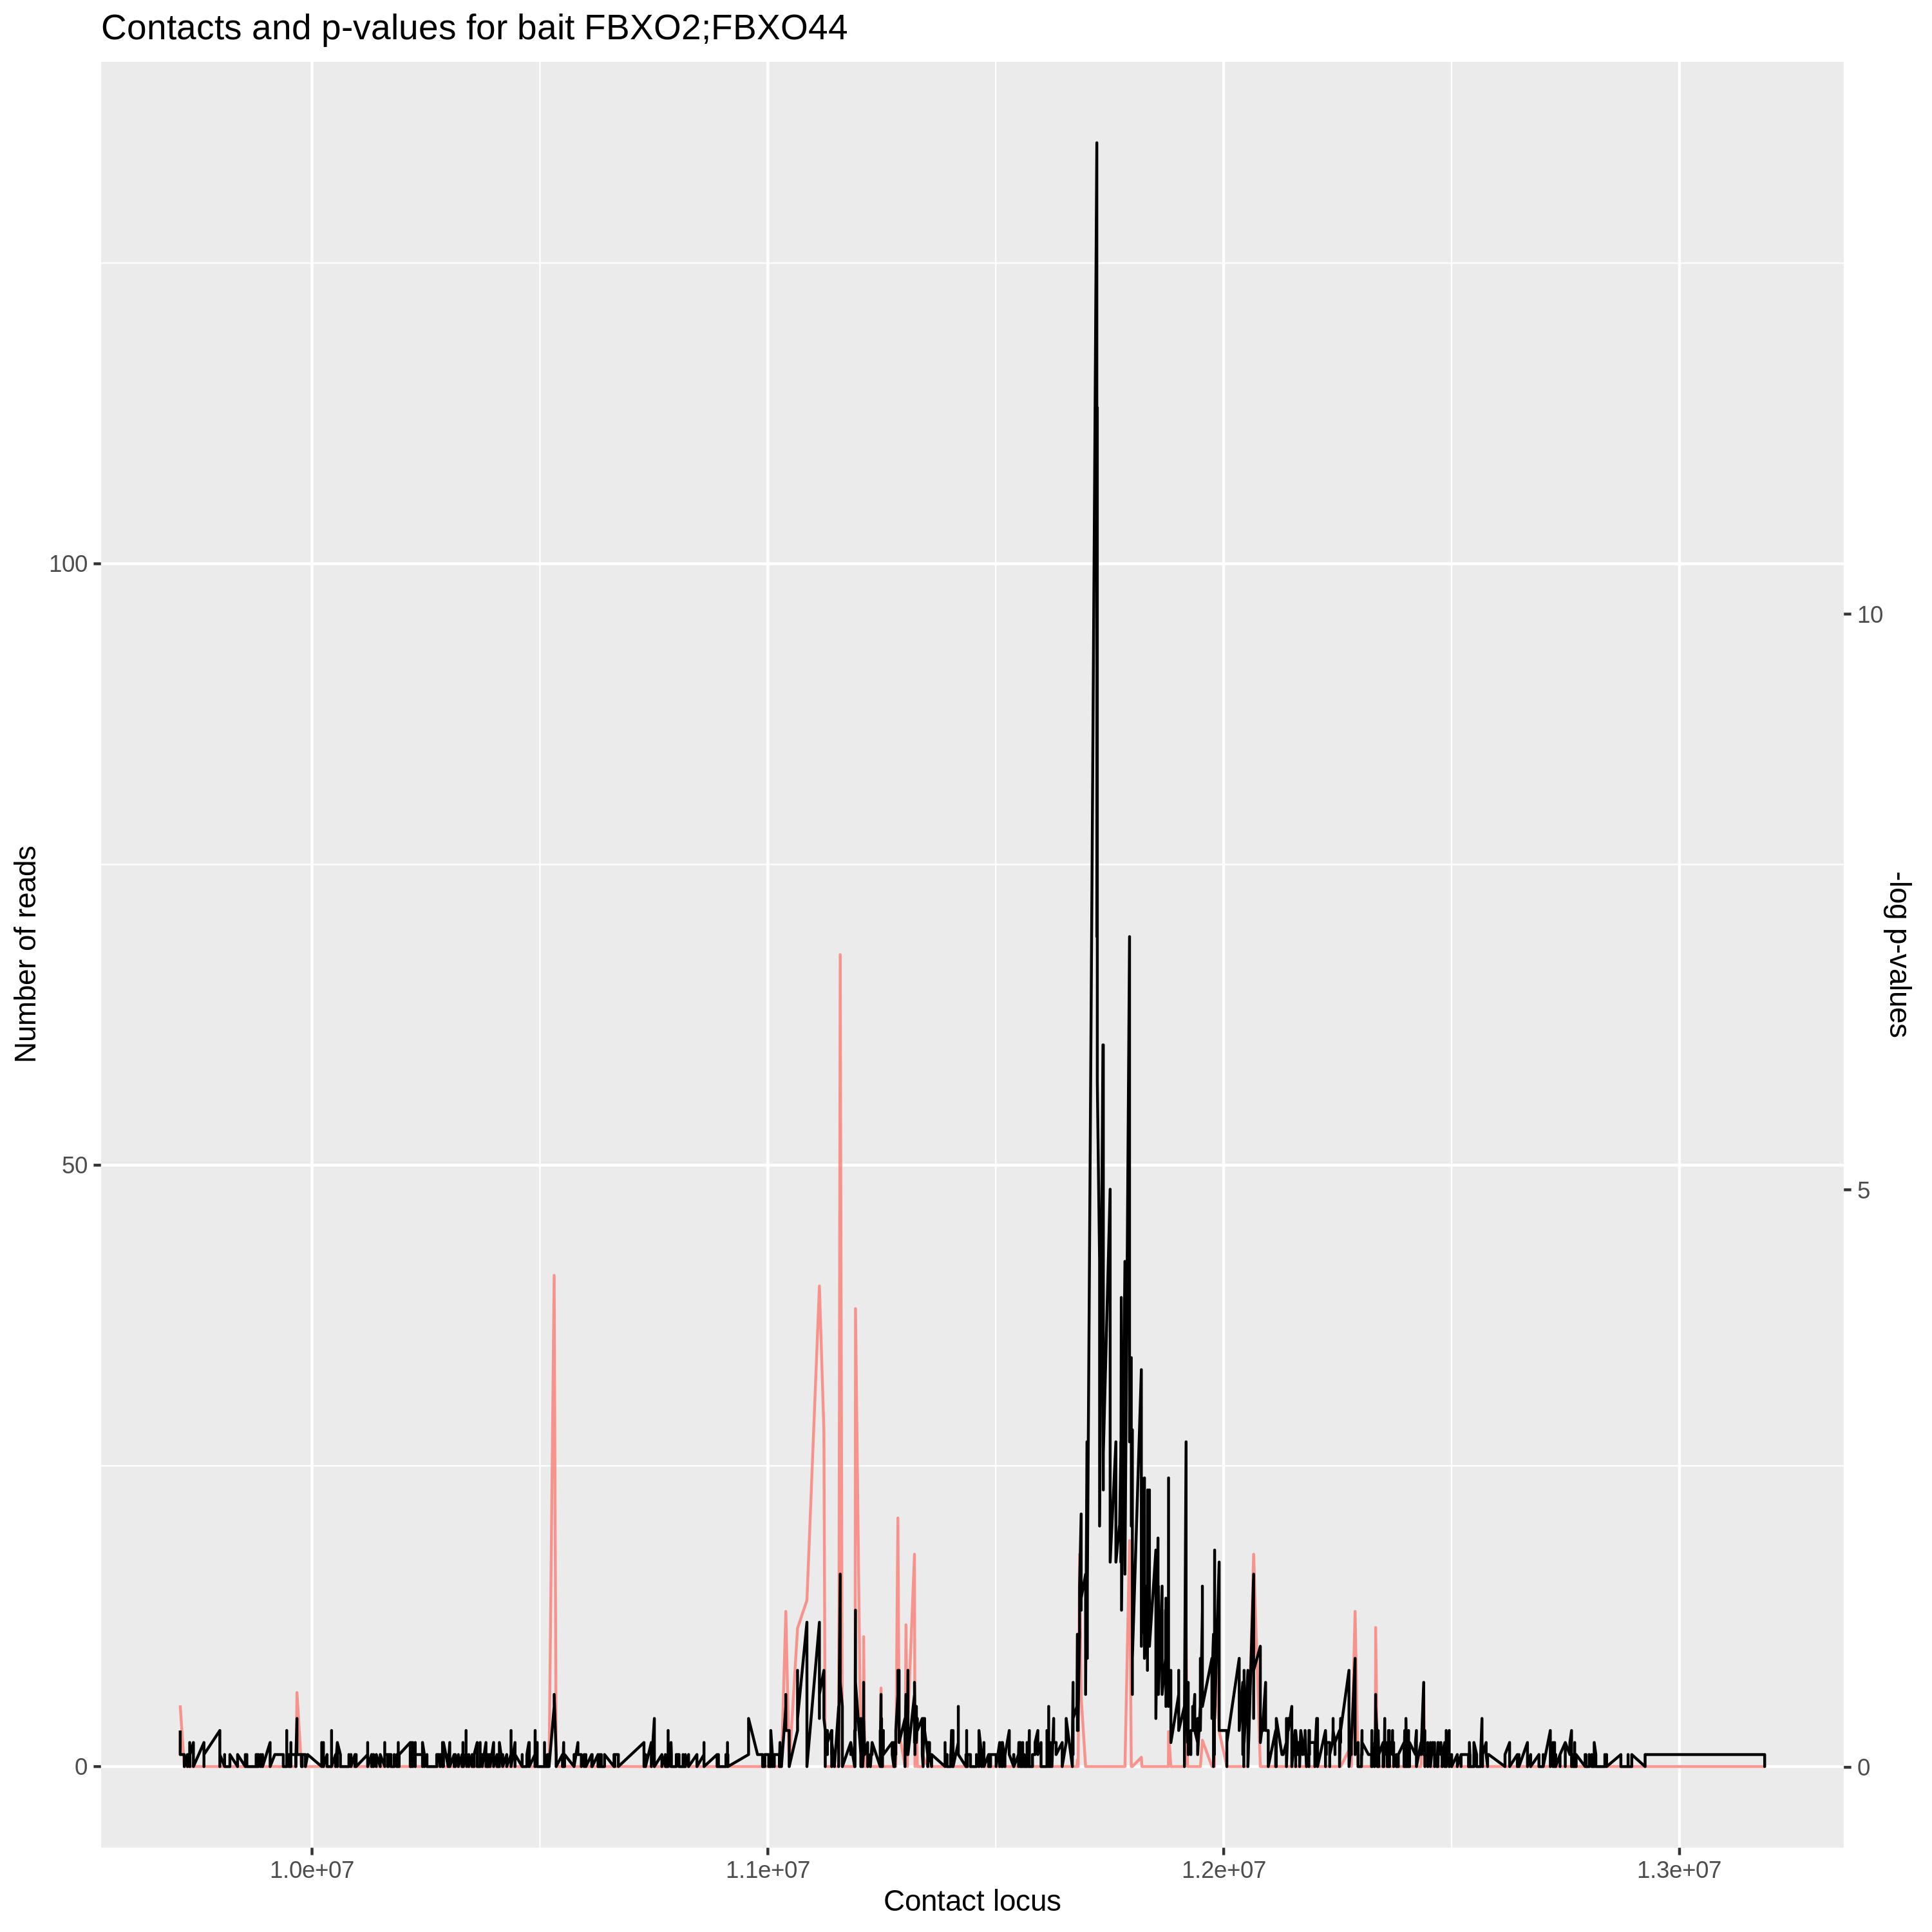 Contacts and p-values for bait FBXO2;FBXO44
Number of reads
100
50
0
-log p-values
10
5
0
1.0e+07
1.1e+07
1.2e+07
1.3e+07
Contact locus